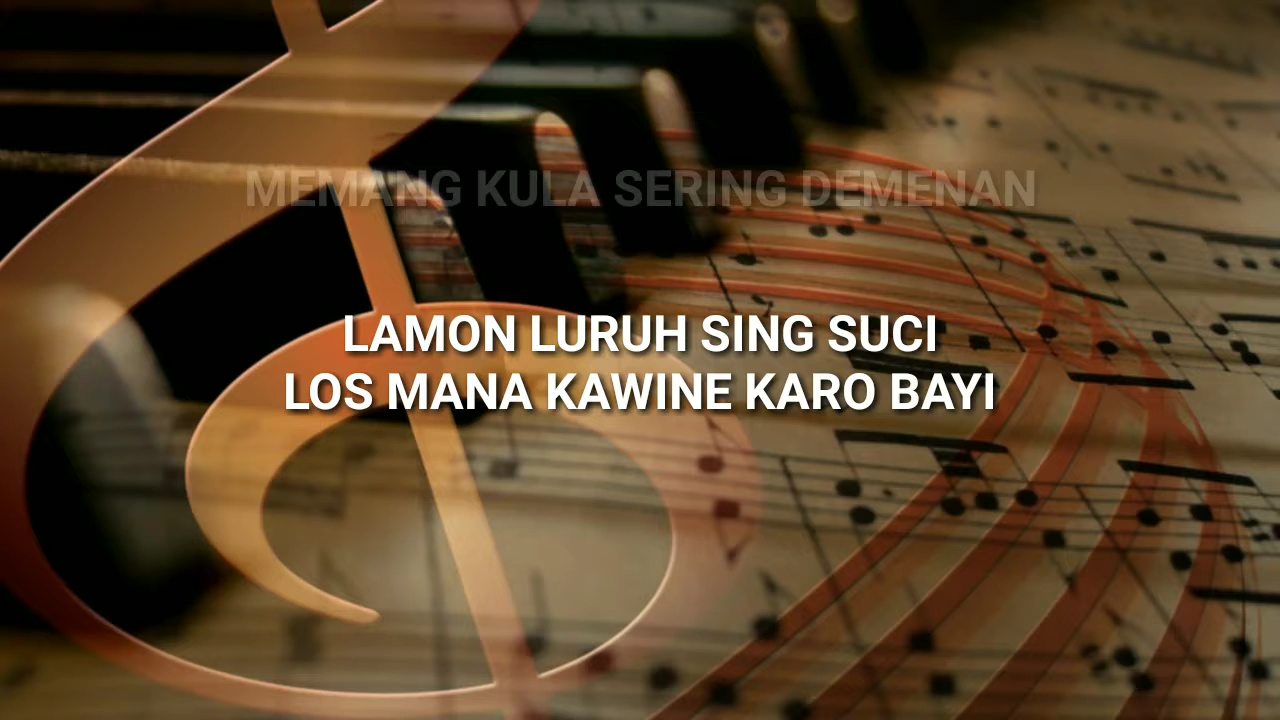 MEMANG KULA SERING DEMENAN
LAMON LURUH SING SUCI
LOS MANA KAWINE KARO BAYI